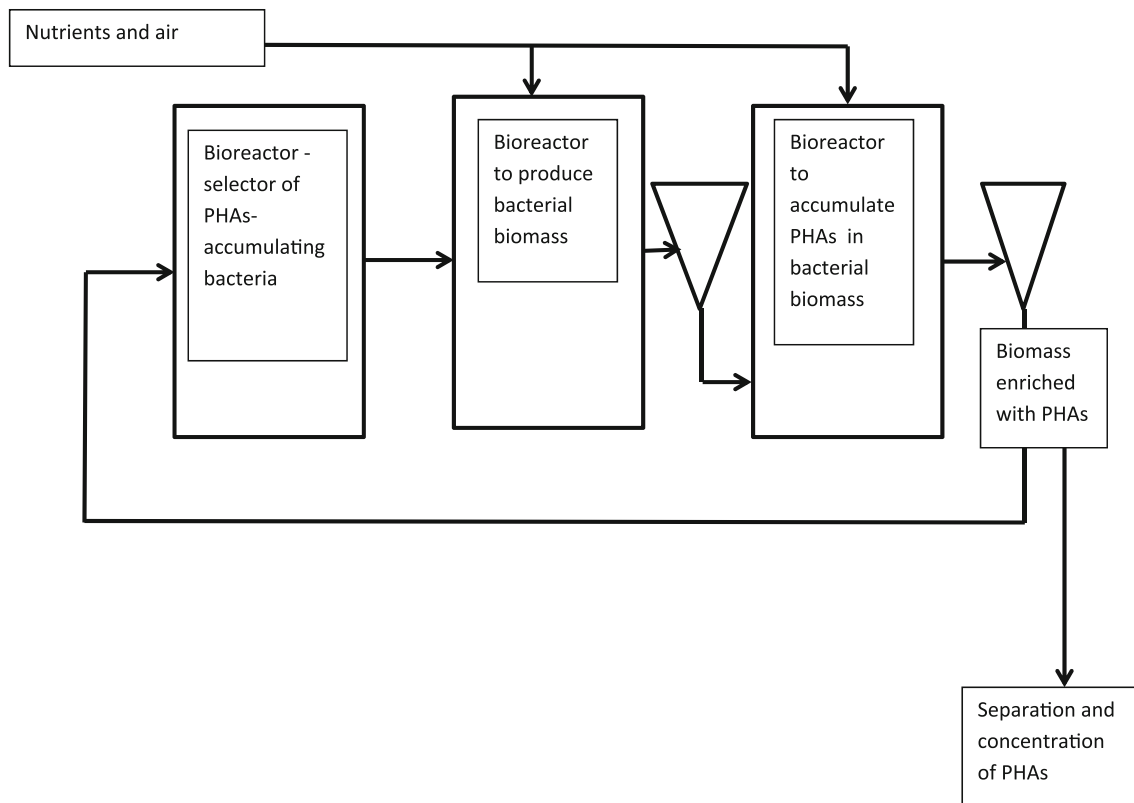 Nutrients and air
Bioreactor -
selector of
PHAs-
accumulating
bacteria
Bioreactor
to produce
bacterial
biomass
Bioreactor
to
accumulate
PHAs in
bacterial
biomass
Biomass
enriched
with PHAs
Separation and
concentration
of PHAs